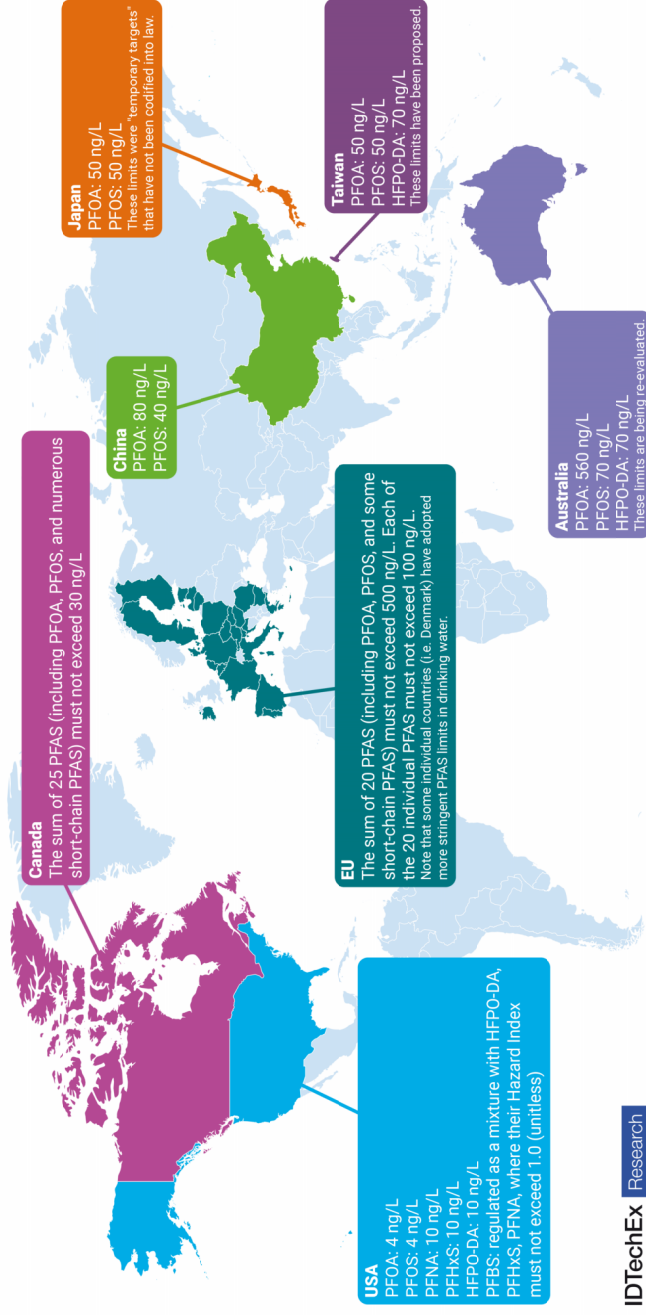 Canada
The sum of 25 PFAS (including PFOA, PFOS, and numerous
short-chain PFAS) must not exceed 30 ng/L
Japan
PFOA: 50 ng/L
PFOS: 50 ng/L
These limits were "temporary targets"
that have not been codified into law.
China
PFOA: 80 ng/L
PFOS: 40 ng/L
USA
PFOA: 4 ng/L
PFOS: 4 ng/L
PFNA: 10 ng/L
PFHxS: 10 ng/L
HFPO-DA: 10 ng/L
PFBS: regulated as a mixture with HFPO-DA,
PFHxS, PFNA, where their Hazard Index
must not exceed 1.0 (unitless)
EU
The sum of 20 PFAS (including PFOA, PFOS, and some
short-chain PFAS) must not exceed 500 ng/L. Each of
the 20 individual PFAS must not exceed 100 ng/L.
Note that some individual countries (i.e. Denmark) have adopted
more stringent PFAS limits in drinking water.
Taiwan
PFOA: 50 ng/L
PFOS: 50 ng/L
HFPO-DA: 70 ng/L
These limits have been proposed.
Australia
PFOA: 560 ng/L
PFOS: 70 ng/L
HFPO-DA: 70 ng/L
These limits are being re-evaluated.
IDTechEx Research